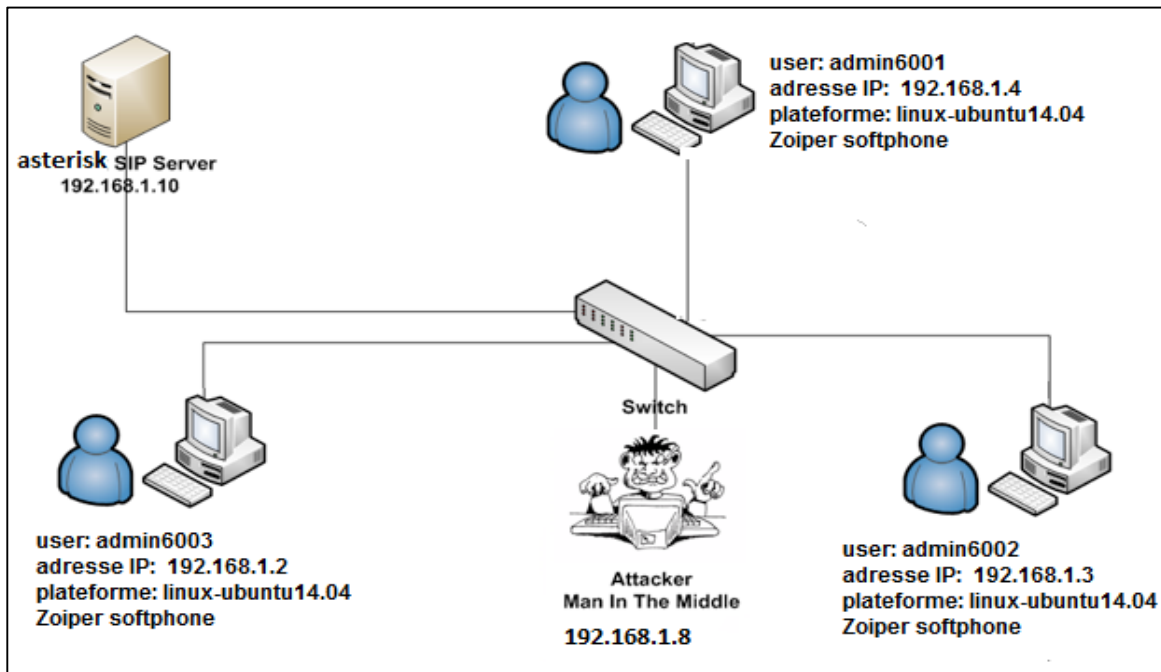 asterisk SIP Server
192.168.1.10
user: admin6001
adresse IP: 192.168.1.4
plateforme: linux-ubuntu14.04
Zoiper softphone
Switch
user: admin6003
adresse IP: 192.168.1.2
plateforme: linux-ubuntu14.04
Zoiper softphone
Attacker
Man In The Middle
192.168.1.8
user: admin6002
adresse IP: 192.168.1.3
plateforme: linux-ubuntu14.04
Zoiper softphone